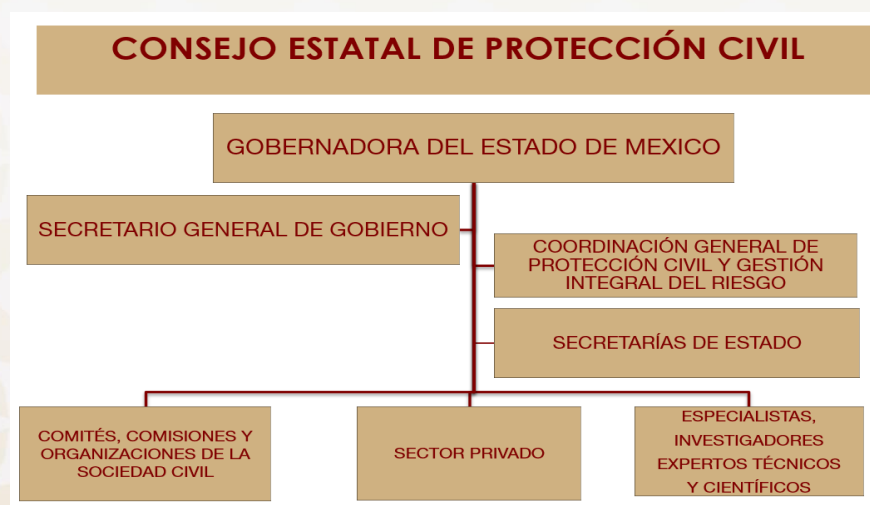 CONSEJO ESTATAL DE PROTECCIÓN CIVIL
GOBERNADORA DEL ESTADO DE MEXICO
SECRETARIO GENERAL DE GOBIERNO
COORDINACIÓN GENERAL DE
PROTECCIÓN CIVIL Y GESTIÓN
INTEGRAL DEL RIESGO
SECRETARÍAS DE ESTADO
COMITÉS, COMISIONES Y
ORGANIZACIONES DE LA
SOCIEDAD CIVIL
SECTOR PRIVADO
ESPECIALISTAS,
INVESTIGADORES
EXPERTOS TÉCNICOS
Y CIENTÍFICOS